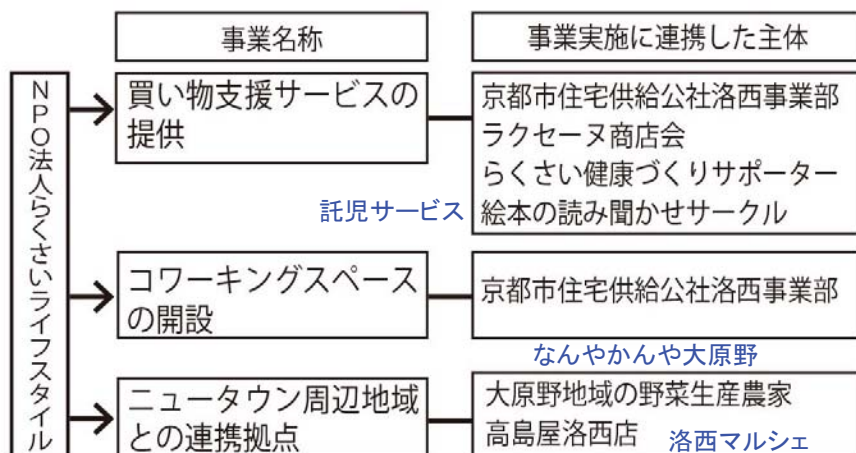 事業名称
事業実施に連携した主体
NPO法人らくさいライフスタイル
買い物支援サービスの
提供
京都市住宅供給公社洛西事業部
ラクセーヌ商店会
らくさい健康づくりサポーター
託児サービス
絵本の読み聞かせサークル
コワーキングスペース
の開設
京都市住宅供給公社洛西事業部
なんやかんや大原野
ニュータウン周辺地域
との連携拠点
大原野地域の野菜生産農家
高島屋洛西店
洛西マルシェ